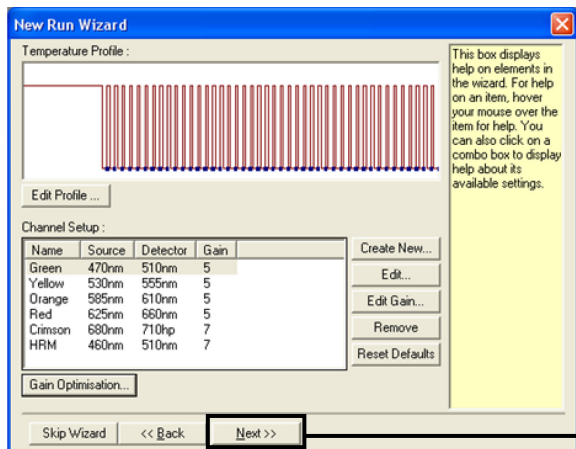 New Run Wizard
Temperature Profile :
Edit Profile ...
Channel Setup :
Name Source Detector Gain
Green 470nm 510nm 5
Yellow 530nm 555nm 5
Orange 585nm 610nm 5
Red 625nm 660nm 5
Crimson 680nm 710hp 7
HRM 460nm 510nm 7
Create New...
Edit...
Edit Gain...
Remove
Reset Defaults
Gain Optimisation...
Skip Wizard
<< Back
Next >>
This box displays
help on elements in
the wizard. For help
on an item, hover
your mouse over the
item for help. You
can also click on a
combo box to display
help about its
available settings.